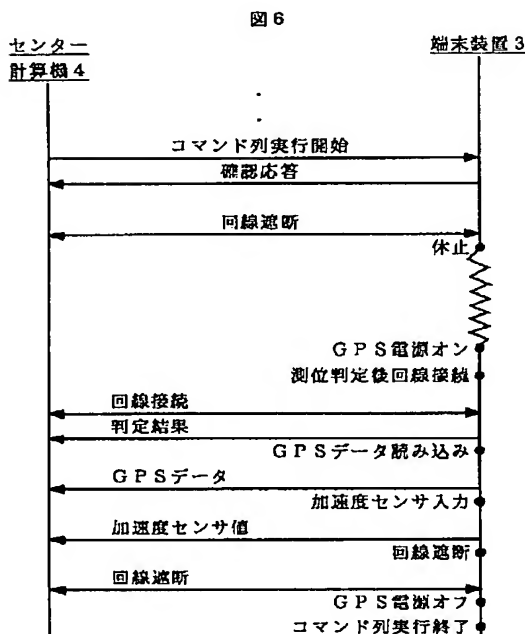 図6
センター
計算機4
端末装置3
コマンド列実行開始
確認応答
回線遮断
休止
GPS電源オン
測位判定後回線接続
回線接続
判定結果
GPSデータ読み込み
GPSデータ
加速度センサ入力
加速度センサ値
回線遮断
回線遮断
GPS電源オフ
コマンド列実行終了